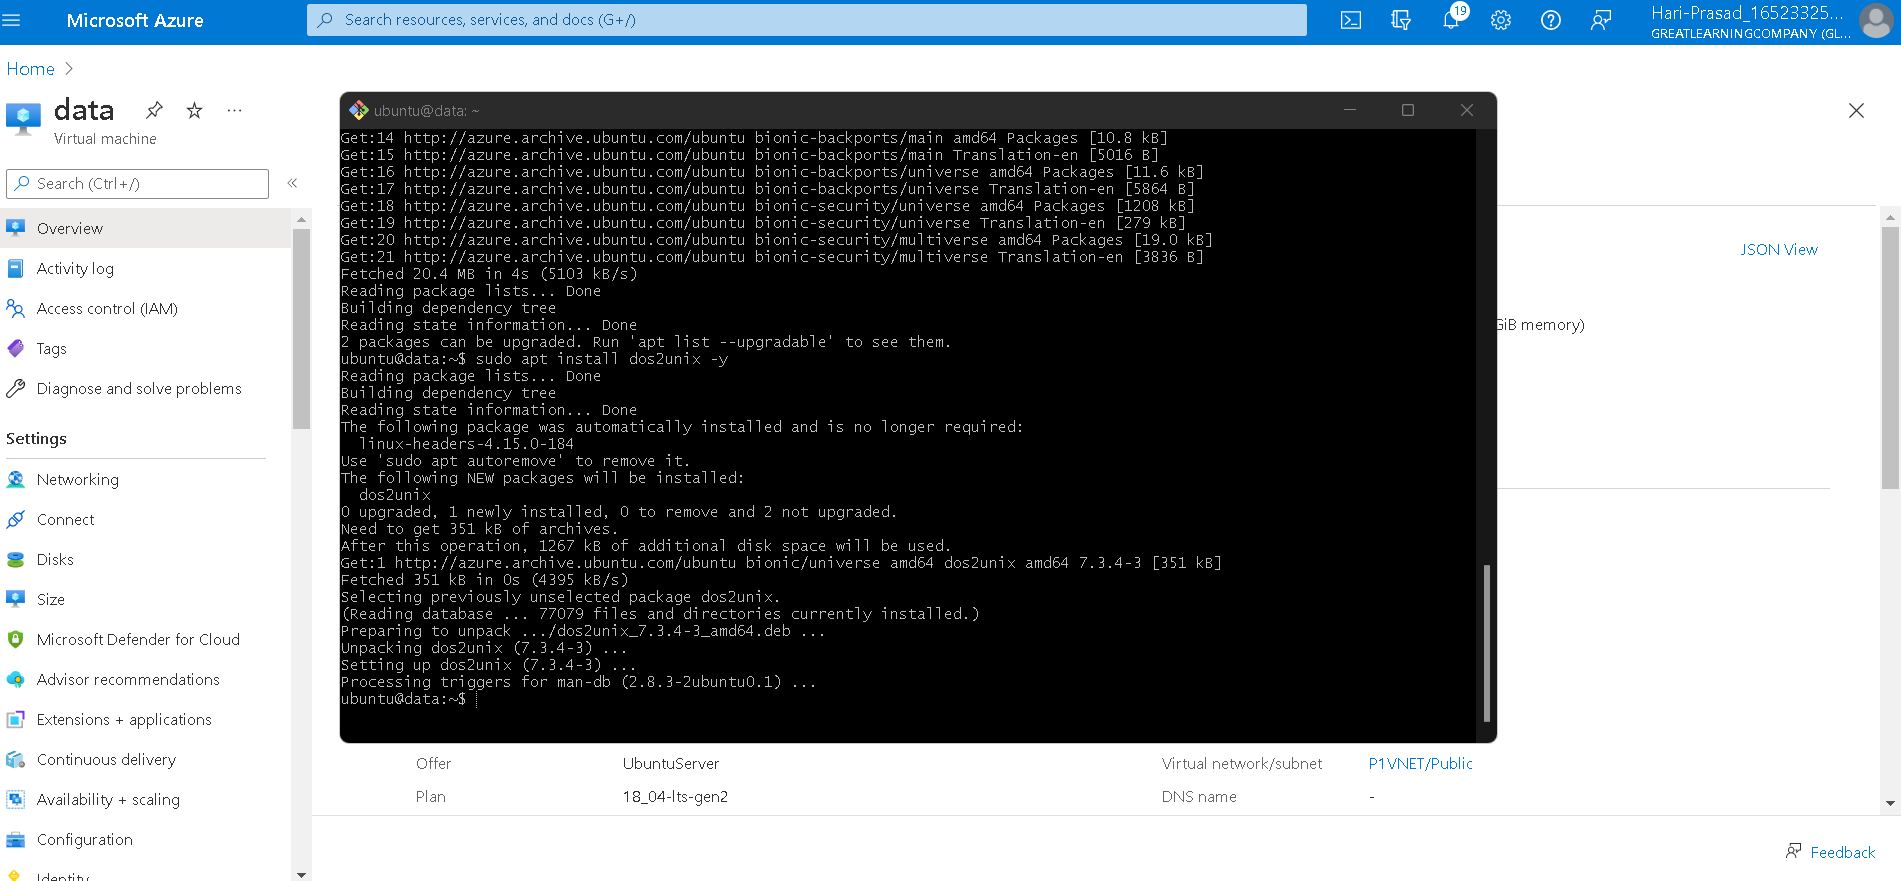 Microsoft Azure
Search resources, services, and docs (G+/)
19
Hari-Prasad_16523325...
GREATLEARNINGCOMPANY (GL...
Home
data
Virtual machine
Search (Ctrl+/)
Overview
Activity log
Access control (IAM)
Tags
Diagnose and solve problems
Settings
Networking
Connect
Disks
Size
Microsoft Defender for Cloud
Advisor recommendations
Extensions + applications
Continuous delivery
Availability + scaling
Configuration
Identity
ubuntu@data: ~
Get:14 http://azure.archive.ubuntu.com/ubuntu bionic-backports/main amd64 Packages [10.8 kB]
Get:15 http://azure.archive.ubuntu.com/ubuntu bionic-backports/main Translation-en [5016 B]
Get:16 http://azure.archive.ubuntu.com/ubuntu bionic-backports/universe amd64 Packages [11.6 kB]
Get:17 http://azure.archive.ubuntu.com/ubuntu bionic-backports/universe Translation-en [5864 B]
Get:18 http://azure.archive.ubuntu.com/ubuntu bionic-security/universe amd64 Packages [1208 kB]
Get:19 http://azure.archive.ubuntu.com/ubuntu bionic-security/universe Translation-en [279 kB]
Get:20 http://azure.archive.ubuntu.com/ubuntu bionic-security/multiverse amd64 Packages [19.0 kB]
Get:21 http://azure.archive.ubuntu.com/ubuntu bionic-security/multiverse Translation-en [3836 B]
Fetched 20.4 MB in 4s (5103 kB/s)
Reading package lists... Done
Building dependency tree
Reading state information... Done
2 packages can be upgraded. Run 'apt list --upgradable' to see them.
ubuntu@data:~$ sudo apt install dos2unix -y
Reading package lists... Done
Building dependency tree
Reading state information... Done
The following package was automatically installed and is no longer required:
linux-headers-4.15.0-184
Use 'sudo apt autoremove' to remove it.
The following NEW packages will be installed:
dos2unix
0 upgraded, 1 newly installed, 0 to remove and 2 not upgraded.
Need to get 351 kB of archives.
After this operation, 1267 kB of additional disk space will be used.
Get:1 http://azure.archive.ubuntu.com/ubuntu bionic/universe amd64 dos2unix amd64 7.3.4-3 [351 kB]
Fetched 351 kB in 0s (4395 kB/s)
Selecting previously unselected package dos2unix.
(Reading database ... 77079 files and directories currently installed.)
Preparing to unpack .../dos2unix_7.3.4-3_amd64.deb ...
Unpacking dos2unix (7.3.4-3) ...
Setting up dos2unix (7.3.4-3) ...
Processing triggers for man-db (2.8.3-2ubuntu0.1) ...
ubuntu@data:~$
JSON View
GiB memory)
Offer UbuntuServer Virtual network/subnet P1VNET/Public
Plan 18_04-lts-gen2 DNS name -
Feedback